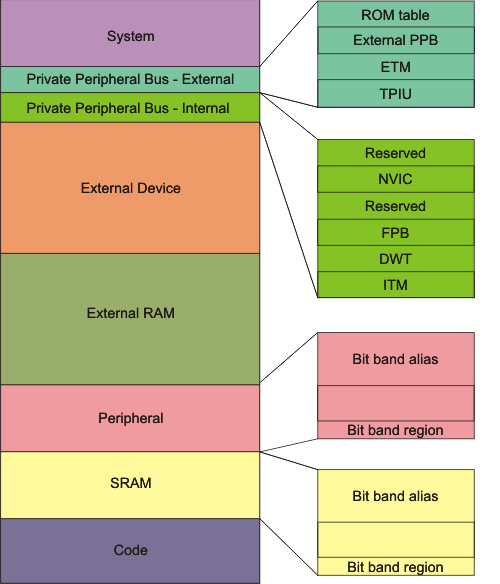 System
Private Peripheral Bus - External
Private Peripheral Bus - Internal
External Device
External RAM
Peripheral
SRAM
Code
ROM table
External PPB
ETM
TPIU
Reserved
NVIC
Reserved
FPB
DWT
ITM
Bit band alias
Bit band region
Bit band alias
Bit band region